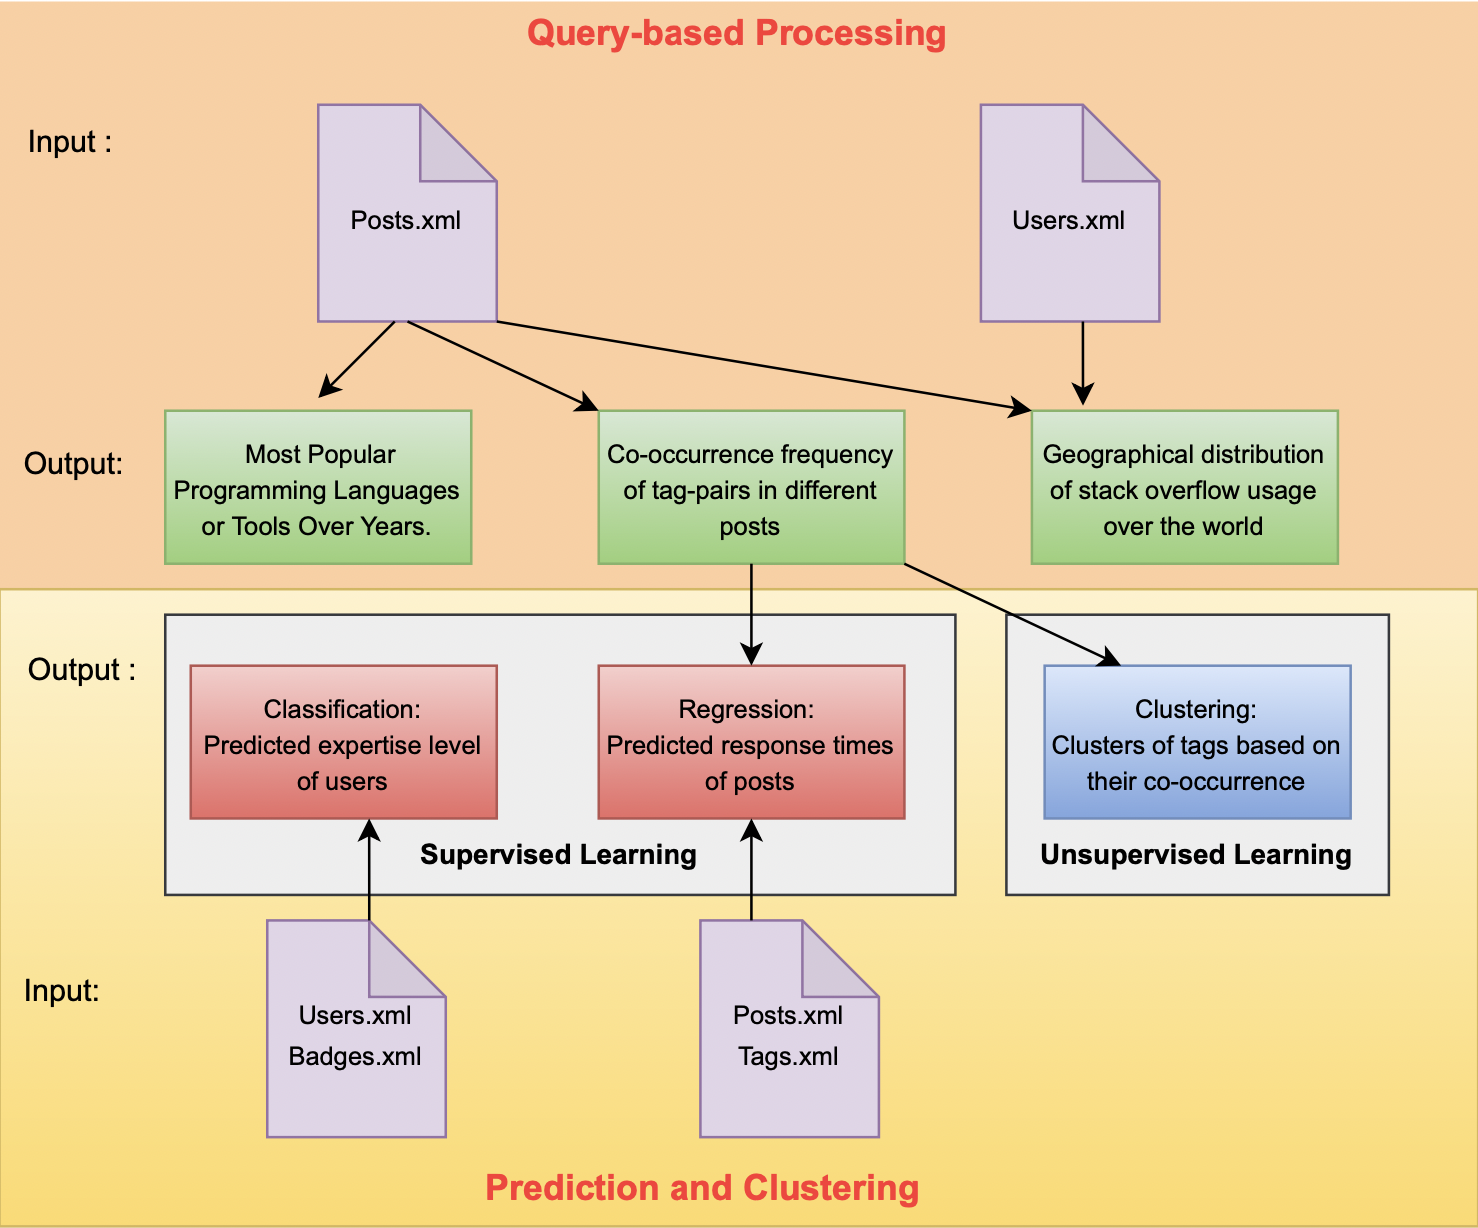 Query-based Processing
Input :
Posts.xml
Users.xml
Output:
Most Popular
Programming Languages
or Tools Over Years.
Co-occurrence frequency
of tag-pairs in different
posts
Geographical distribution
of stack overflow usage
over the world
Output :
Classification:
Predicted expertise level
of users
Regression:
Predicted response times
of posts
Supervised Learning
Clustering:
Clusters of tags based on
their co-occurrence
Unsupervised Learning
Input:
Users.xml
Badges.xml
Posts.xml
Tags.xml
Prediction and Clustering